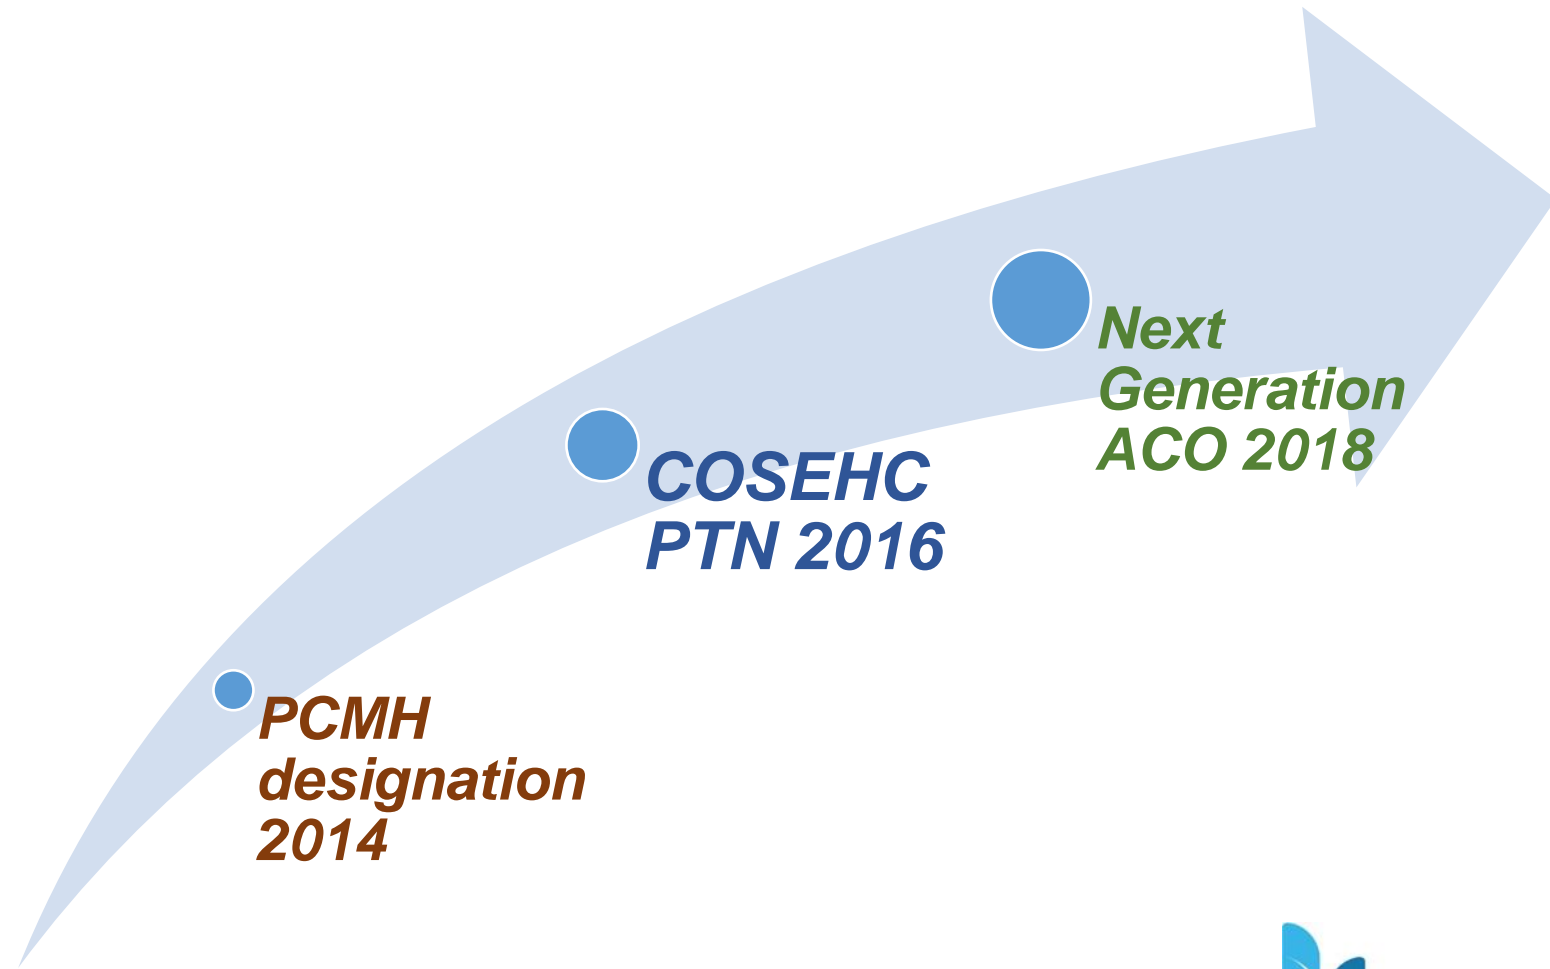 PCMH
designation
2014
COSEHC
PTN 2016
Next
Generation
ACO 2018